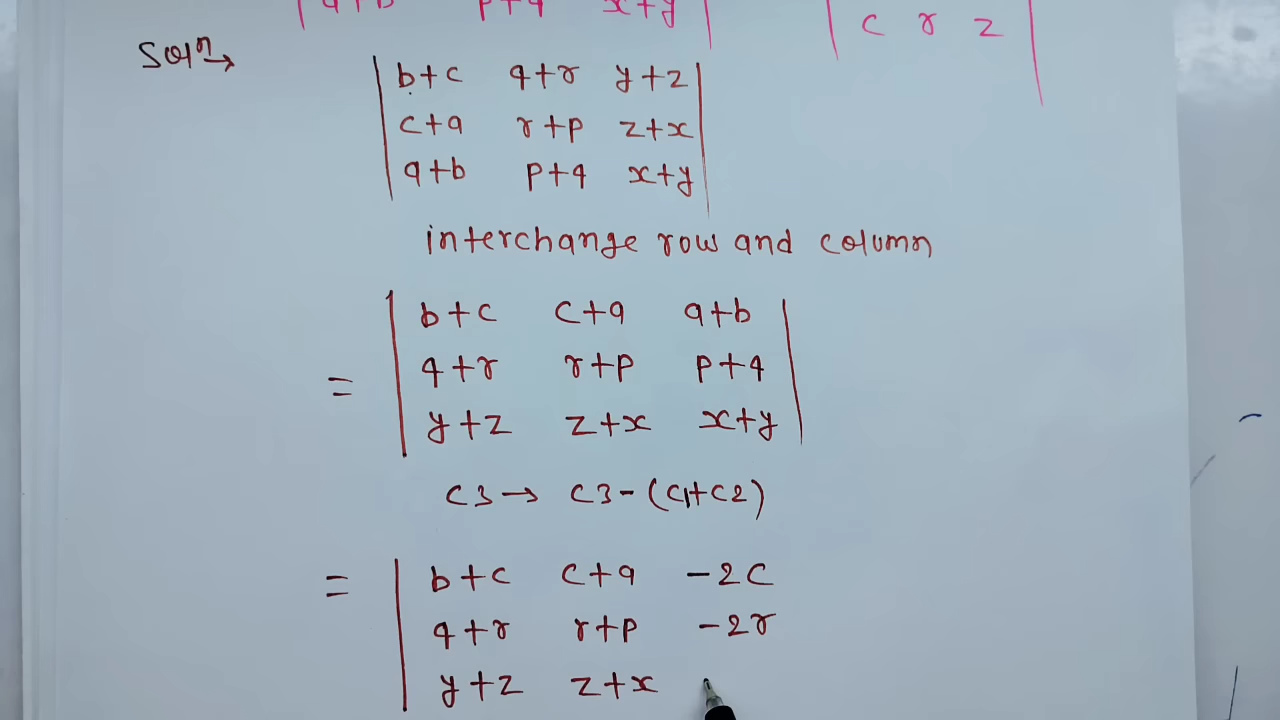 a+b p+q x+y
c r z
Soln→
b+c q+r y+z
c+a r+p z+x
a+b p+q x+y
interchange row and column
b+c c+a a+b
= q+r r+p p+q
y+z z+x x+y
C3→ C3-(C1+C2)
= b+c c+a -2c
q+r r+p -2r
y+z z+x